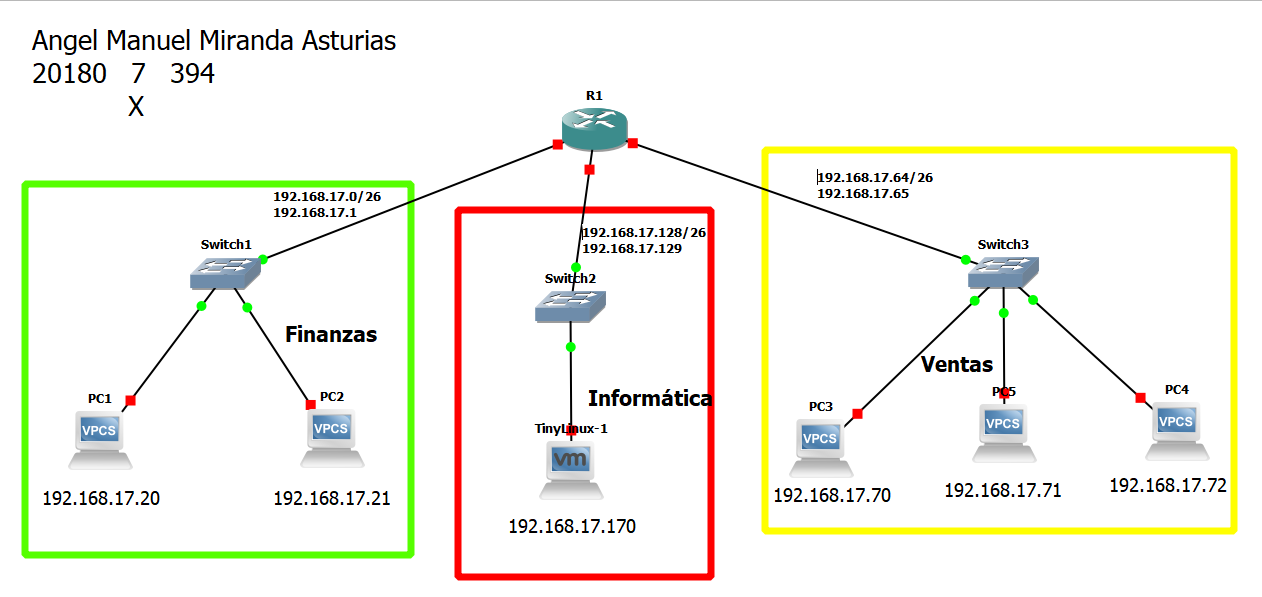 Angel Manuel Miranda Asturias
20180 7 394
X
R1
192.168.17.0/26
192.168.17.1
Switch1
Finanzas
PC1
VPCS
192.168.17.20
PC2
VPCS
192.168.17.21
192.168.17.128/26
192.168.17.129
Switch2
Informática
TinyLinux-1
vm
192.168.17.170
192.168.17.64/26
192.168.17.65
Switch3
Ventas
PC3
VPCS
192.168.17.70
PC5
VPCS
192.168.17.71
PC4
VPCS
192.168.17.72